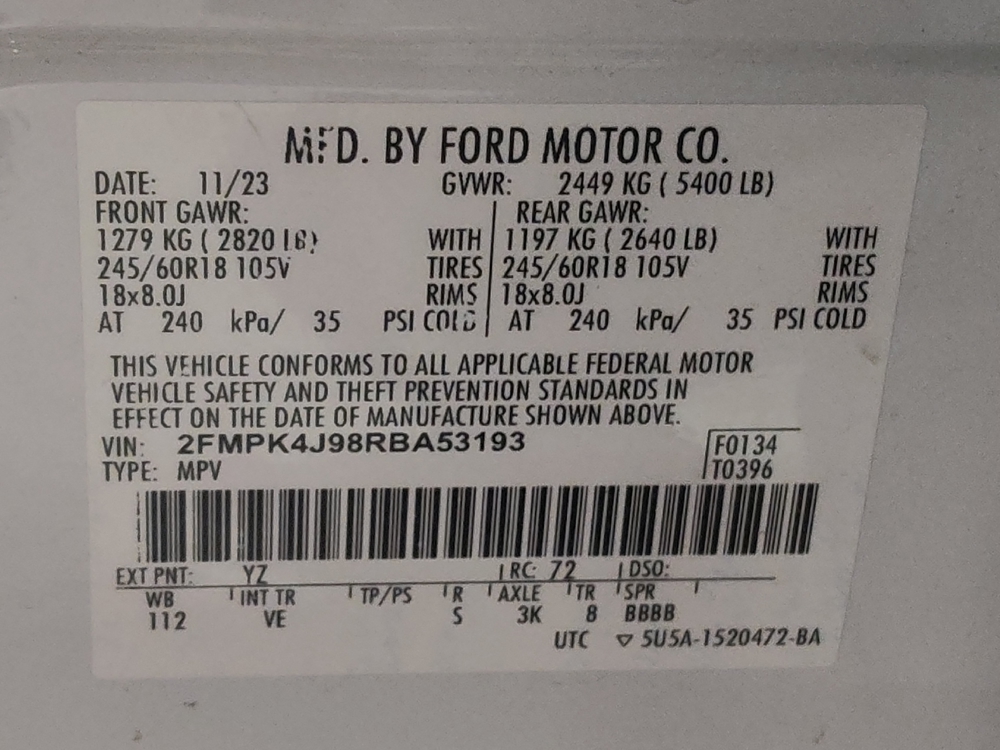 MFD. BY FORD MOTOR CO.
DATE: 11/23 GVWR: 2449 KG ( 5400 LB)
FRONT GAWR: REAR GAWR:
1279 KG ( 2820 LB) WITH 1197 KG ( 2640 LB) WITH
245/60R18 105V TIRES 245/60R18 105V TIRES
18x8.0J RIMS 18x8.0J RIMS
AT 240 kPa/ 35 PSI COLD AT 240 kPa/ 35 PSI COLD
THIS VEHICLE CONFORMS TO ALL APPLICABLE FEDERAL MOTOR
VEHICLE SAFETY AND THEFT PREVENTION STANDARDS IN
EFFECT ON THE DATE OF MANUFACTURE SHOWN ABOVE.
VIN: 2FMPK4J98RBA53193 F0134
TYPE: MPV T0396
EXT PNT: YZ RC: 72 DSO:
WB INT TR TP/PS R AXLE TR SPR
112 VE S 3K 8 BBBB
UTC ▽ 5U5A-1520472-BA